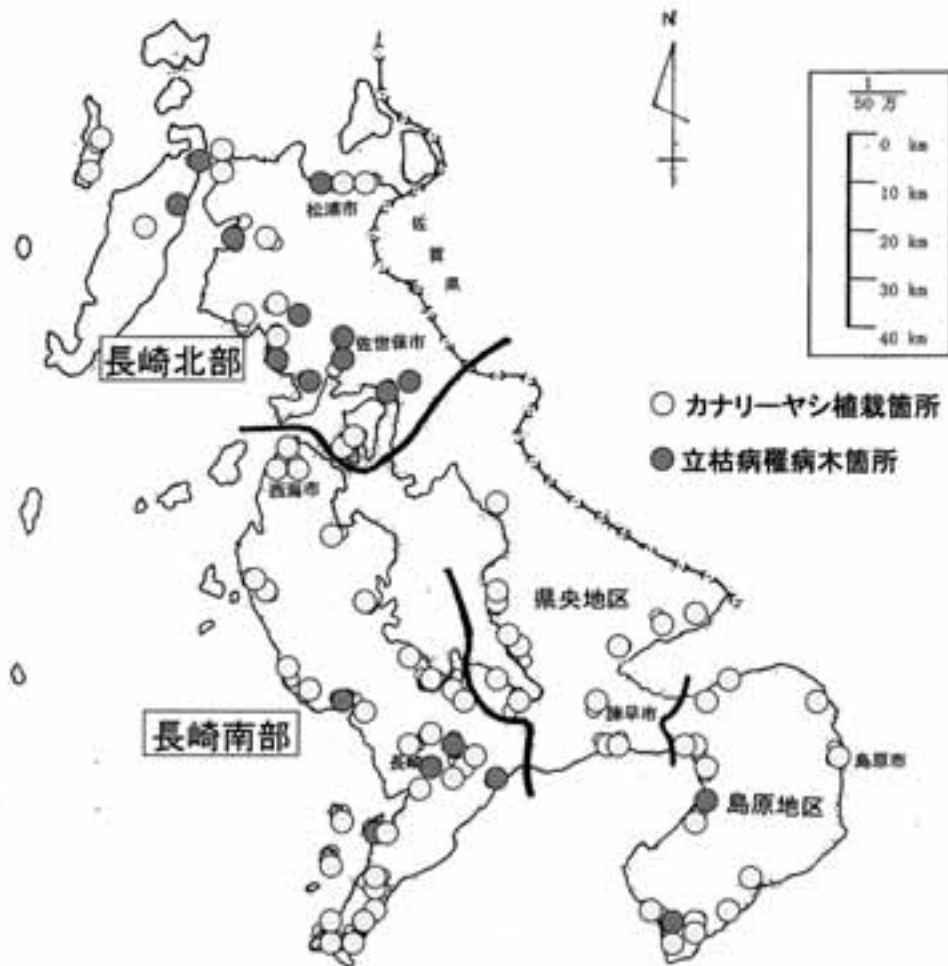 N
1
50 万
0 km
10 km
20 km
30 km
40 km
松浦市
佐賀県
佐世保市
長崎北部
○ カナリーヤシ植栽箇所
● 立枯病罹病木箇所
西海市
県央地区
諫早市
長崎南部
長崎
島原市
島原地区